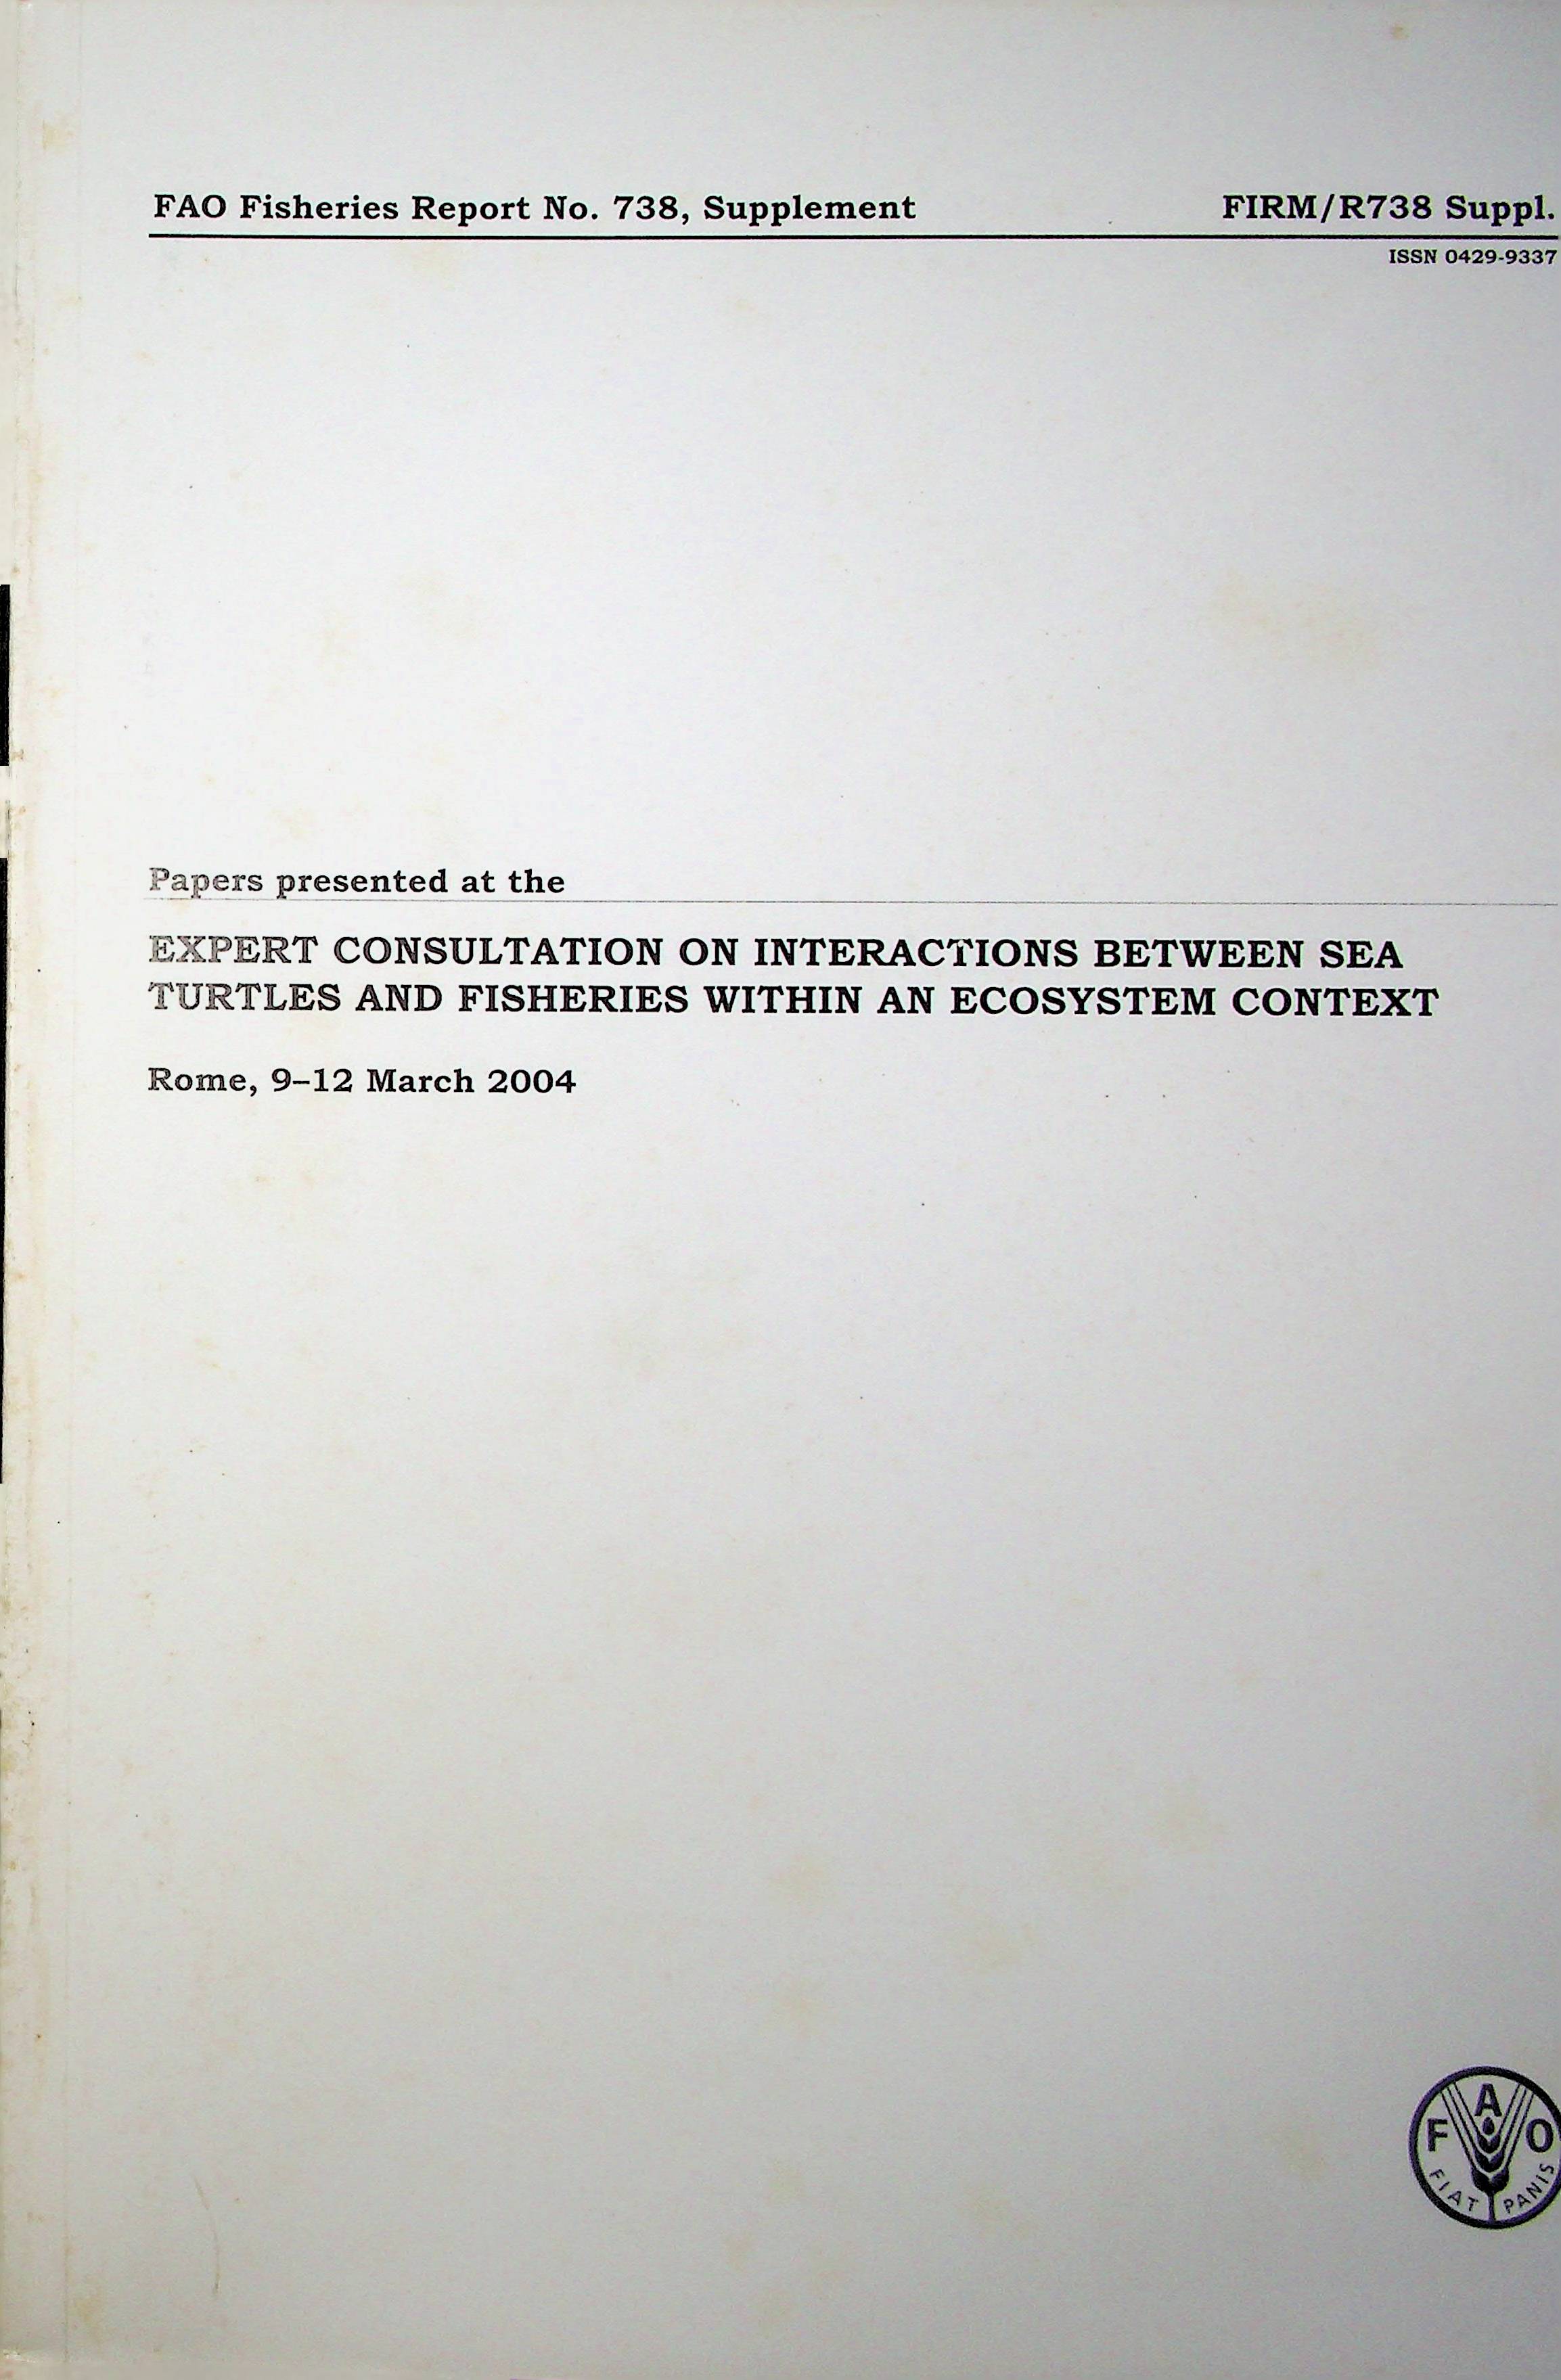 FAO Fisheries Report No. 738, Supplement FIRM/R738 Suppl.
ISSN 0429-9337
Papers presented at the
EXPERT CONSULTATION ON INTERACTIONS BETWEEN SEA
TURTLES AND FISHERIES WITHIN AN ECOSYSTEM CONTEXT
Rome, 9–12 March 2004
F A O
FIAT PANIS